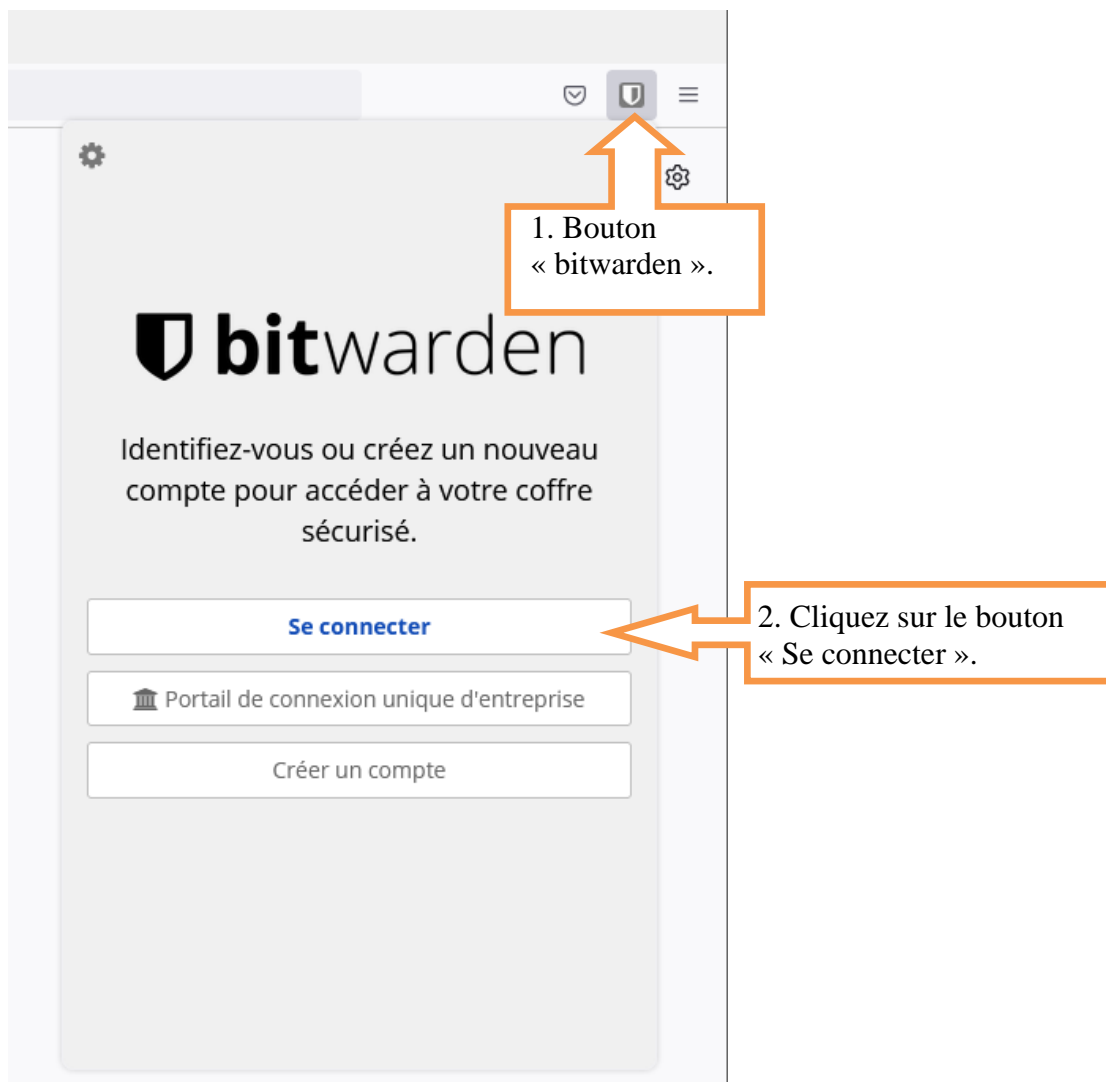 1. Bouton
« bitwarden ».
bitwarden
Identifiez-vous ou créez un nouveau
compte pour accéder à votre coffre
sécurisé.
Se connecter
2. Cliquez sur le bouton
« Se connecter ».
Portail de connexion unique d'entreprise
Créer un compte